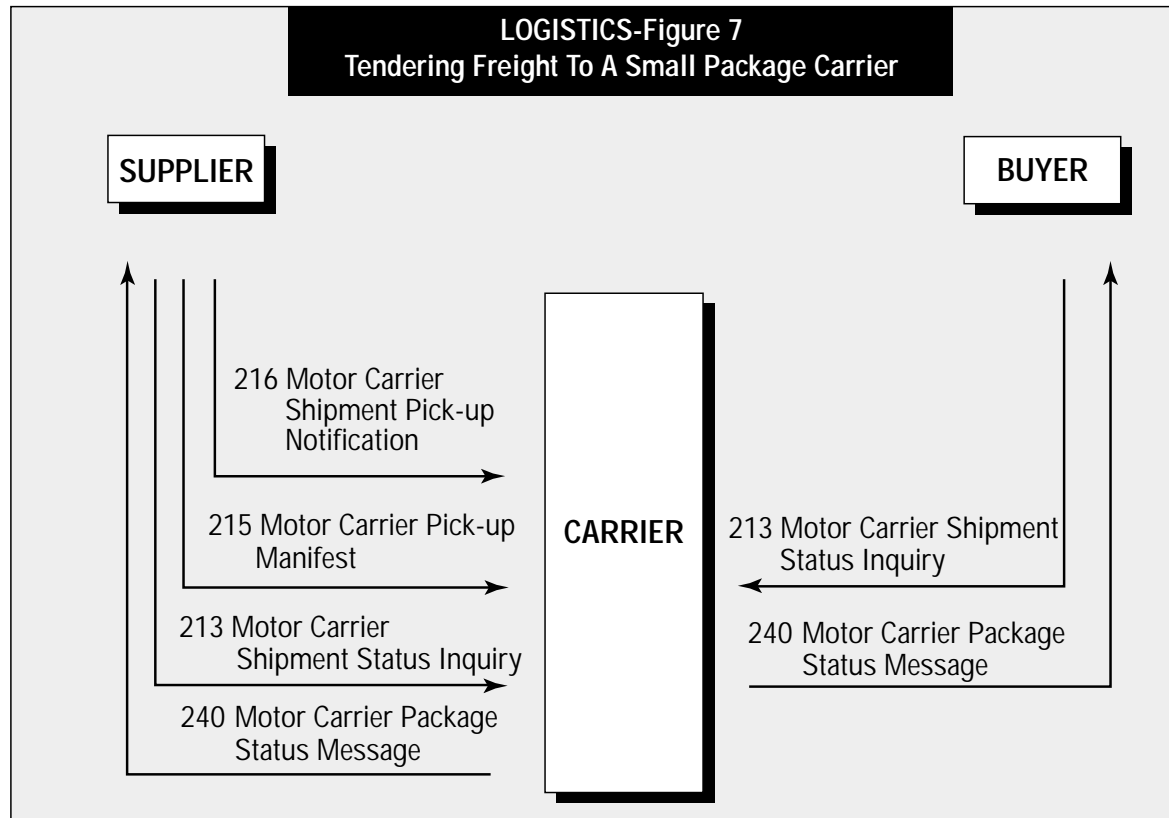 LOGISTICS-Figure 7
Tendering Freight To A Small Package Carrier
SUPPLIER
BUYER
216 Motor Carrier
Shipment Pick-up
Notification
215 Motor Carrier Pick-up
Manifest
213 Motor Carrier
Shipment Status Inquiry
240 Motor Carrier Package
Status Message
CARRIER
213 Motor Carrier Shipment
Status Inquiry
240 Motor Carrier Package
Status Message